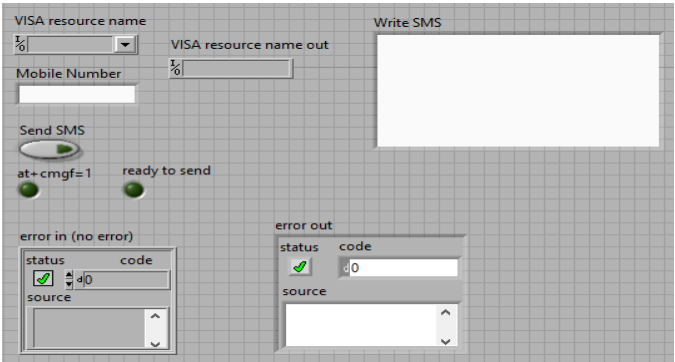 VISA resource name
Write SMS
VISA resource name out
I/O
I/O
Mobile Number
Send SMS
at+cmgf=1
ready to send
error in (no error)
status
code
d 0
source
error out
status
code
d 0
source